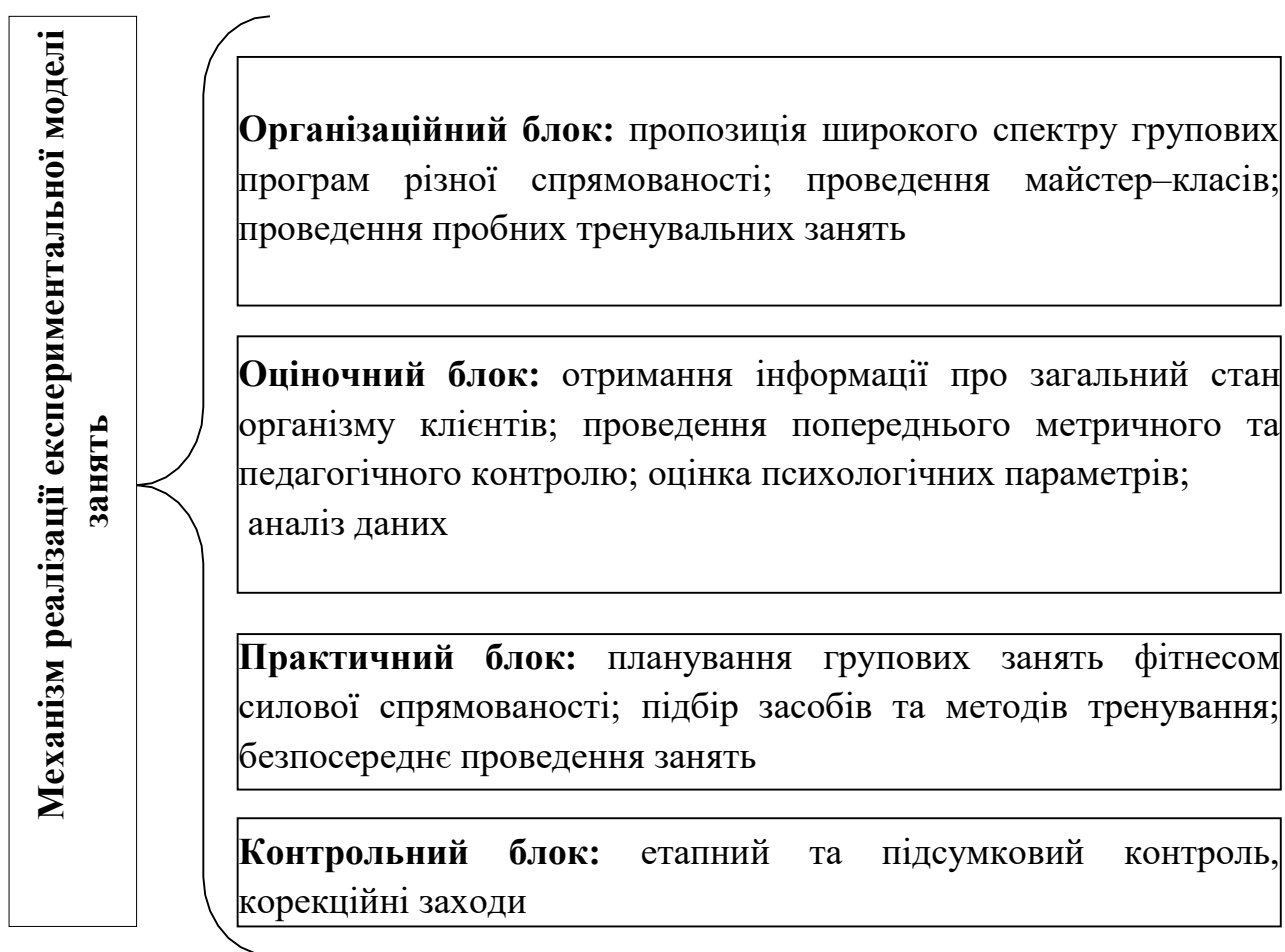 Механізм реалізації експериментальної моделі
занять
Організаційний блок: пропозиція широкого спектру групових
програм різної спрямованості; проведення майстер–класів;
проведення пробних тренувальних занять
Оціночний блок: отримання інформації про загальний стан
організму клієнтів; проведення попереднього метричного та
педагогічного контролю; оцінка психологічних параметрів;
аналіз даних
Практичний блок: планування групових занять фітнесом
силової спрямованості; підбір засобів та методів тренування;
безпосереднє проведення занять
Контрольний блок: етапний та підсумковий контроль,
корекційні заходи